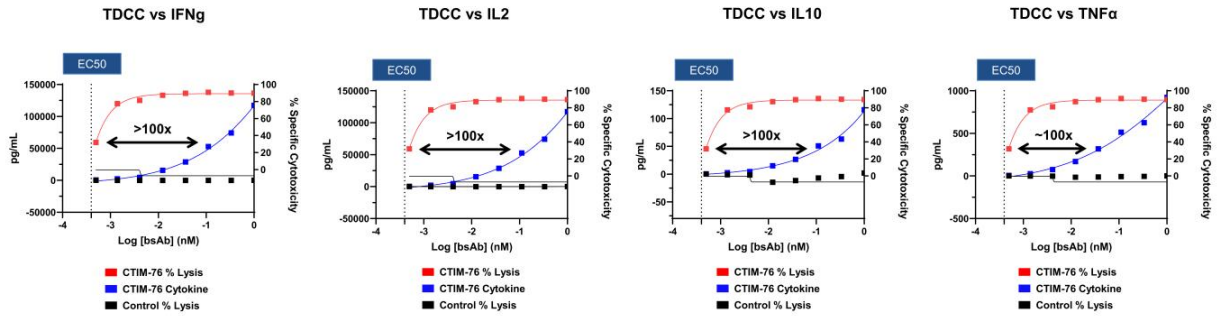 TDCC vs IFNg
EC50
150000
100000
50000
0
-50000
pg/mL
100
80
60
40
20
0
% Specific Cytotoxicity
>100x
-4
-3
-2
-1
0
Log [bsAb] (nM)
CTIM-76 % Lysis
CTIM-76 Cytokine
Control % Lysis
TDCC vs IL2
EC50
150000
100000
50000
0
-50000
pg/mL
100
80
60
40
20
0
% Specific Cytotoxicity
>100x
-4
-3
-2
-1
0
Log [bsAb] (nM)
CTIM-76 % Lysis
CTIM-76 Cytokine
Control % Lysis
TDCC vs IL10
EC50
150
100
50
0
-50
pg/mL
100
80
60
40
20
0
% Specific Cytotoxicity
>100x
-4
-3
-2
-1
0
Log [bsAb] (nM)
CTIM-76 % Lysis
CTIM-76 Cytokine
Control % Lysis
TDCC vs TNFα
EC50
1000
500
0
-500
pg/mL
100
80
60
40
20
0
% Specific Cytotoxicity
~100x
-4
-3
-2
-1
0
Log [bsAb] (nM)
CTIM-76 % Lysis
CTIM-76 Cytokine
Control % Lysis